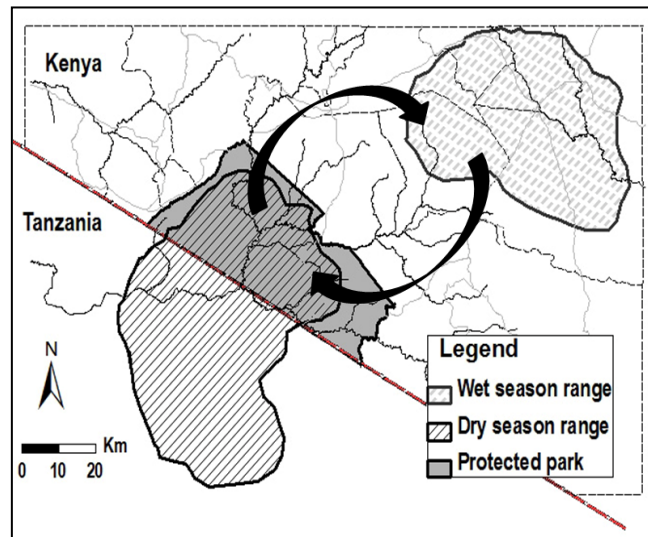 Kenya
Tanzania
N
Km
0 10 20
Legend
Wet season range
Dry season range
Protected park